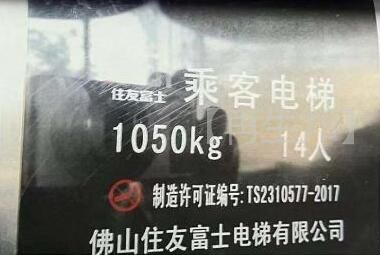 住友富士 乘客电梯
1050kg 14人
制造许可证编号:TS2310577-2017
佛山住友富士电梯有限公司